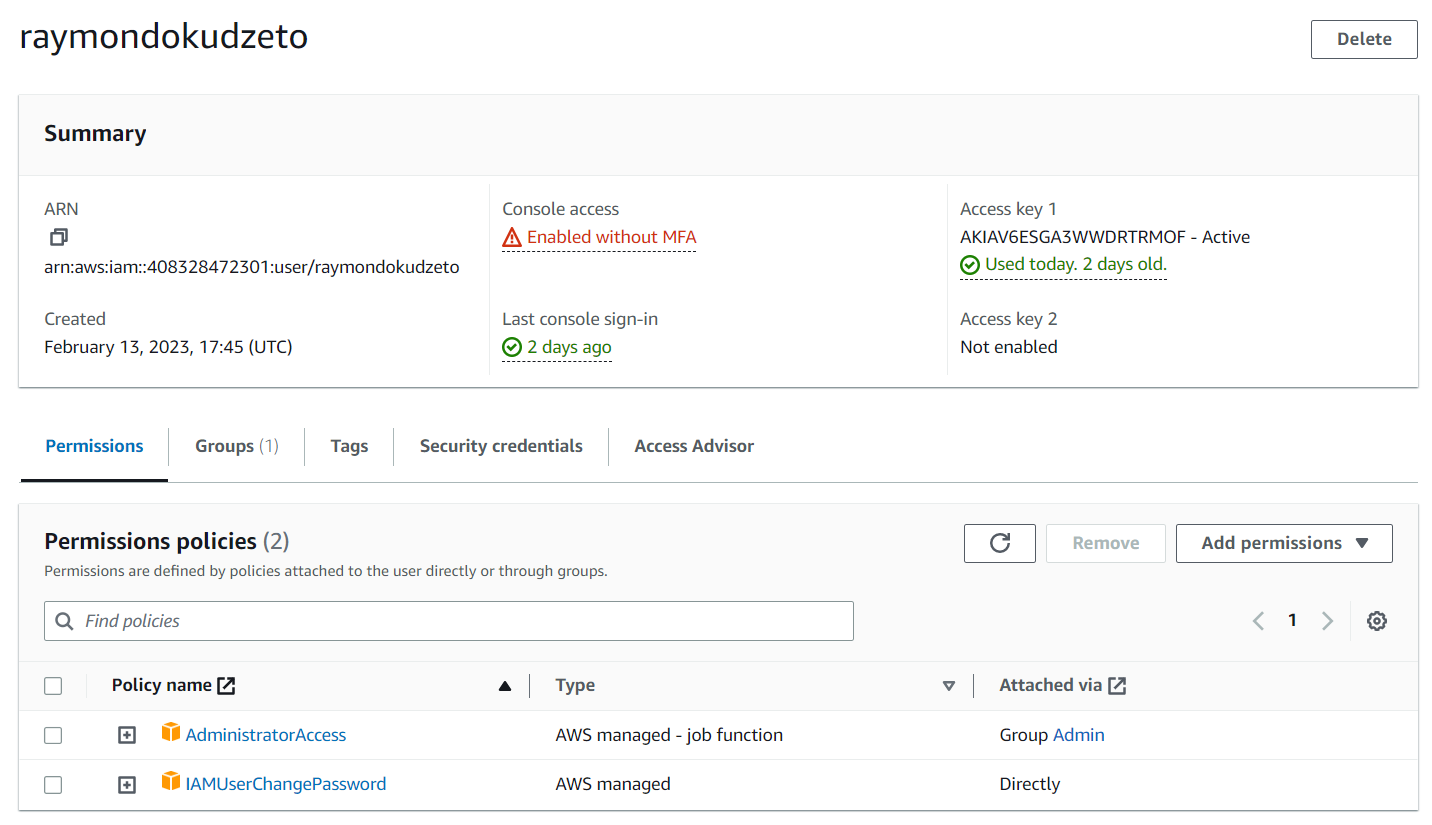 raymondokudzeto
Delete
Summary
ARN
arn:aws:iam::408328472301:user/raymondokudzeto
Created
February 13, 2023, 17:45 (UTC)
Console access
Enabled without MFA
Last console sign-in
2 days ago
Access key 1
AKIAV6ESGA3WWDRTRMOF - Active
Used today. 2 days old.
Access key 2
Not enabled
Permissions
Groups (1)
Tags
Security credentials
Access Advisor
Permissions policies (2)
Permissions are defined by policies attached to the user directly or through groups.
Remove
Add permissions
Find policies
1
Policy name
Type
Attached via
AdministratorAccess
AWS managed - job function
Group Admin
IAMUserChangePassword
AWS managed
Directly